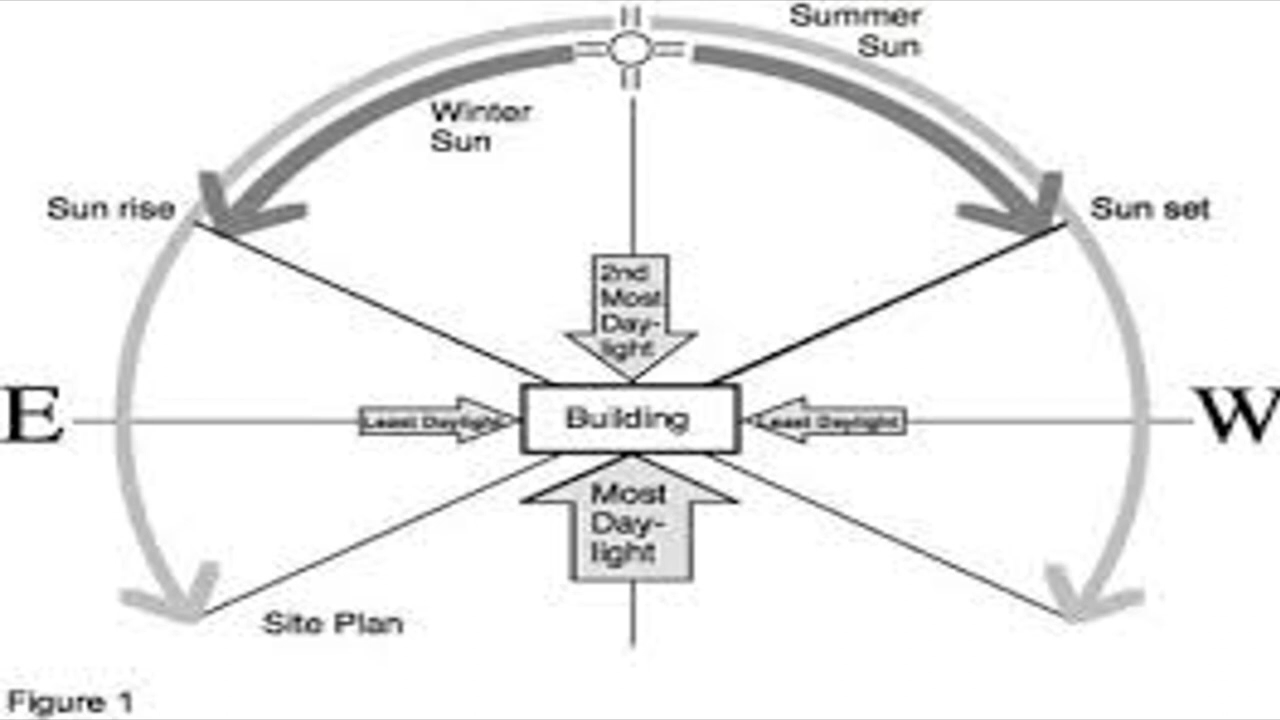 Summer
Sun
Winter
Sun
Sun rise
Sun set
2nd
Most
Day-
light
E
Least Daylight
Building
Least Daylight
W
Most
Day-
light
Site Plan
Figure 1